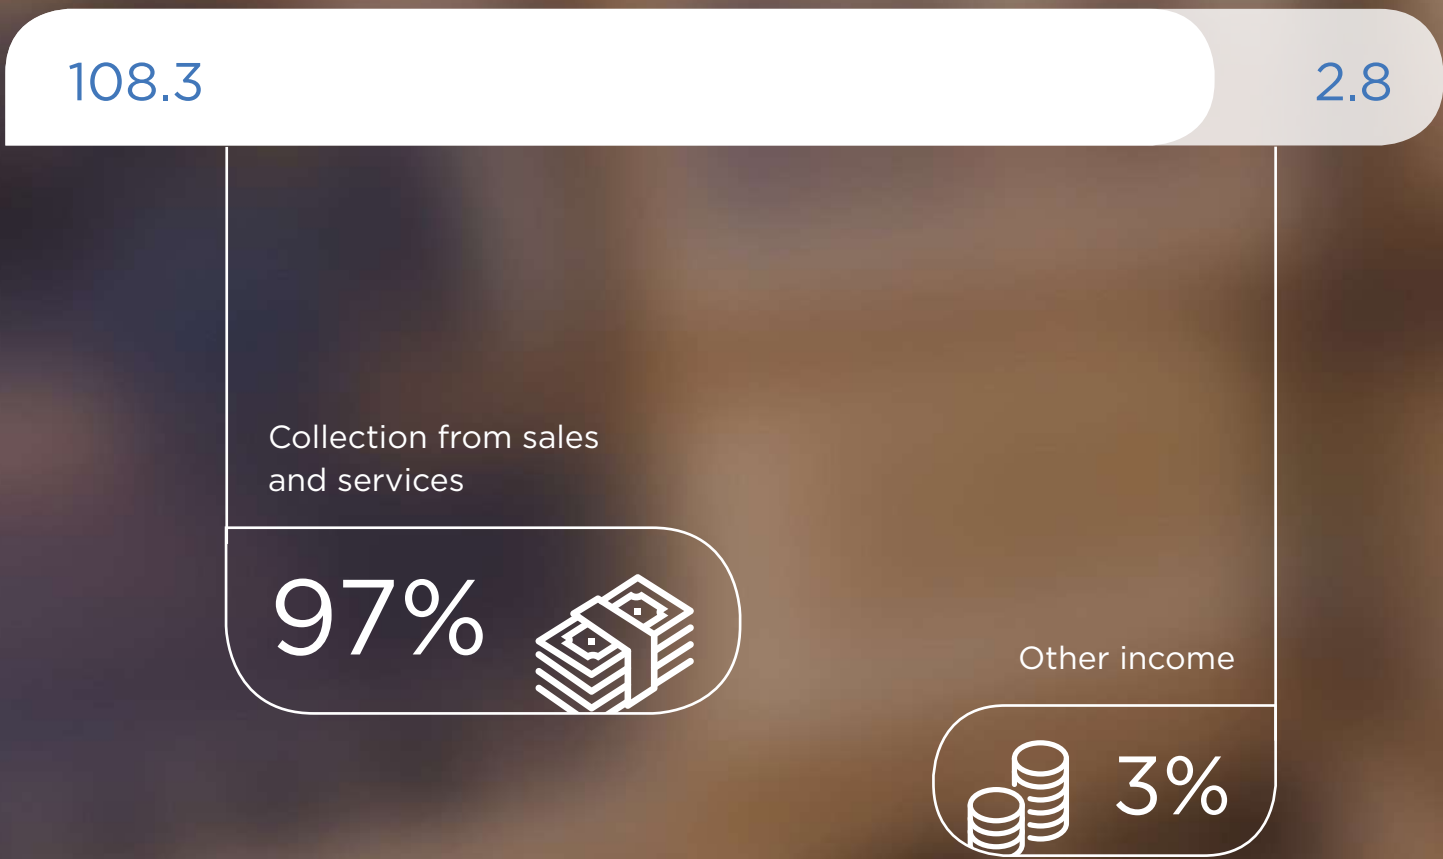 108.3
2.8
Collection from sales
and services
97%
Other income
3%